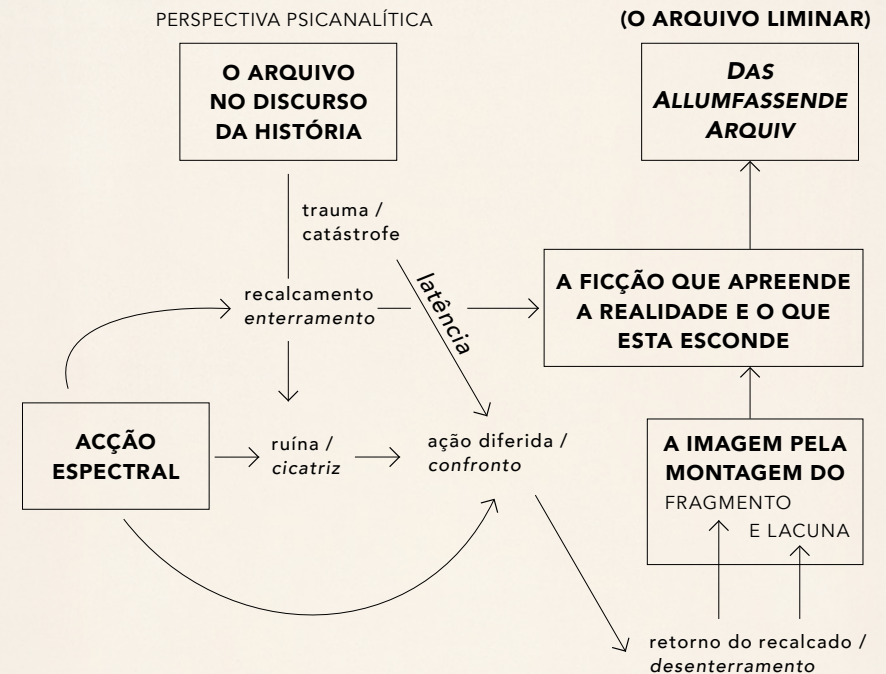 PERSPECTIVA PSICANALÍTICA
O ARQUIVO
NO DISCURSO
DA HISTÓRIA
(O ARQUIVO LIMINAR)
DAS
ALLUMFASSENDE
ARQUIV
trauma /
catástrofe
latência
recalcamento
enterramento
A FICÇÃO QUE APREENDE
A REALIDADE E O QUE
ESTA ESCONDE
ACÇÃO
ESPECTRAL
ruína /
cicatriz
ação diferida /
confronto
A IMAGEM PELA
MONTAGEM DO
FRAGMENTO
E LACUNA
retorno do recalcado /
desenterramento